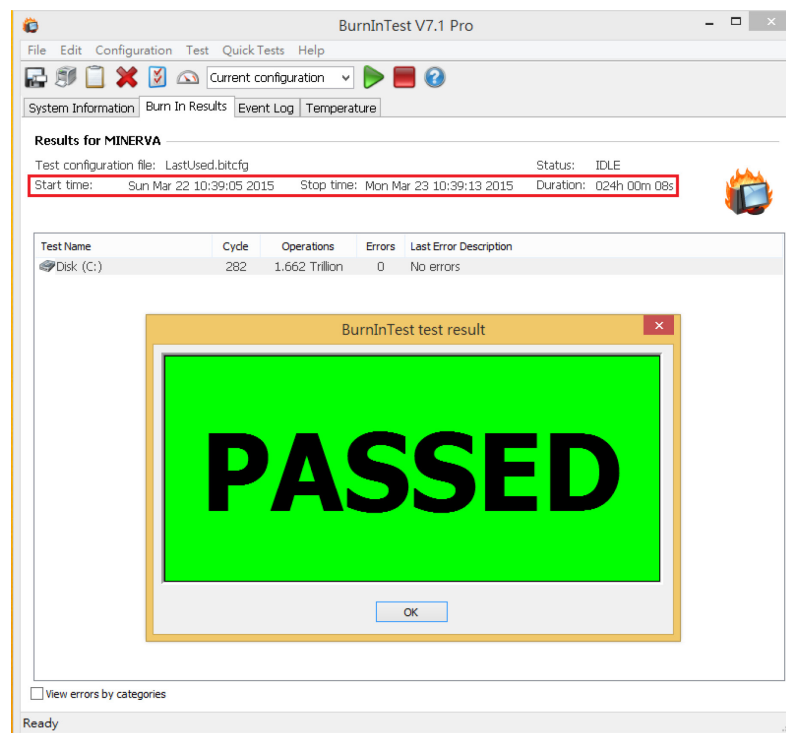 BurnInTest V7.1 Pro
File Edit Configuration Test Quick Tests Help
Current configuration
System Information Burn In Results Event Log Temperature
Results for MINERVA
Test configuration file: LastUsed.bitcfg Status: IDLE
Start time: Sun Mar 22 10:39:05 2015 Stop time: Mon Mar 23 10:39:13 2015 Duration: 024h 00m 08s
Test Name Cycle Operations Errors Last Error Description
Disk (C:) 282 1.662 Trillion 0 No errors
BurnInTest test result
PASSED
OK
View errors by categories
Ready